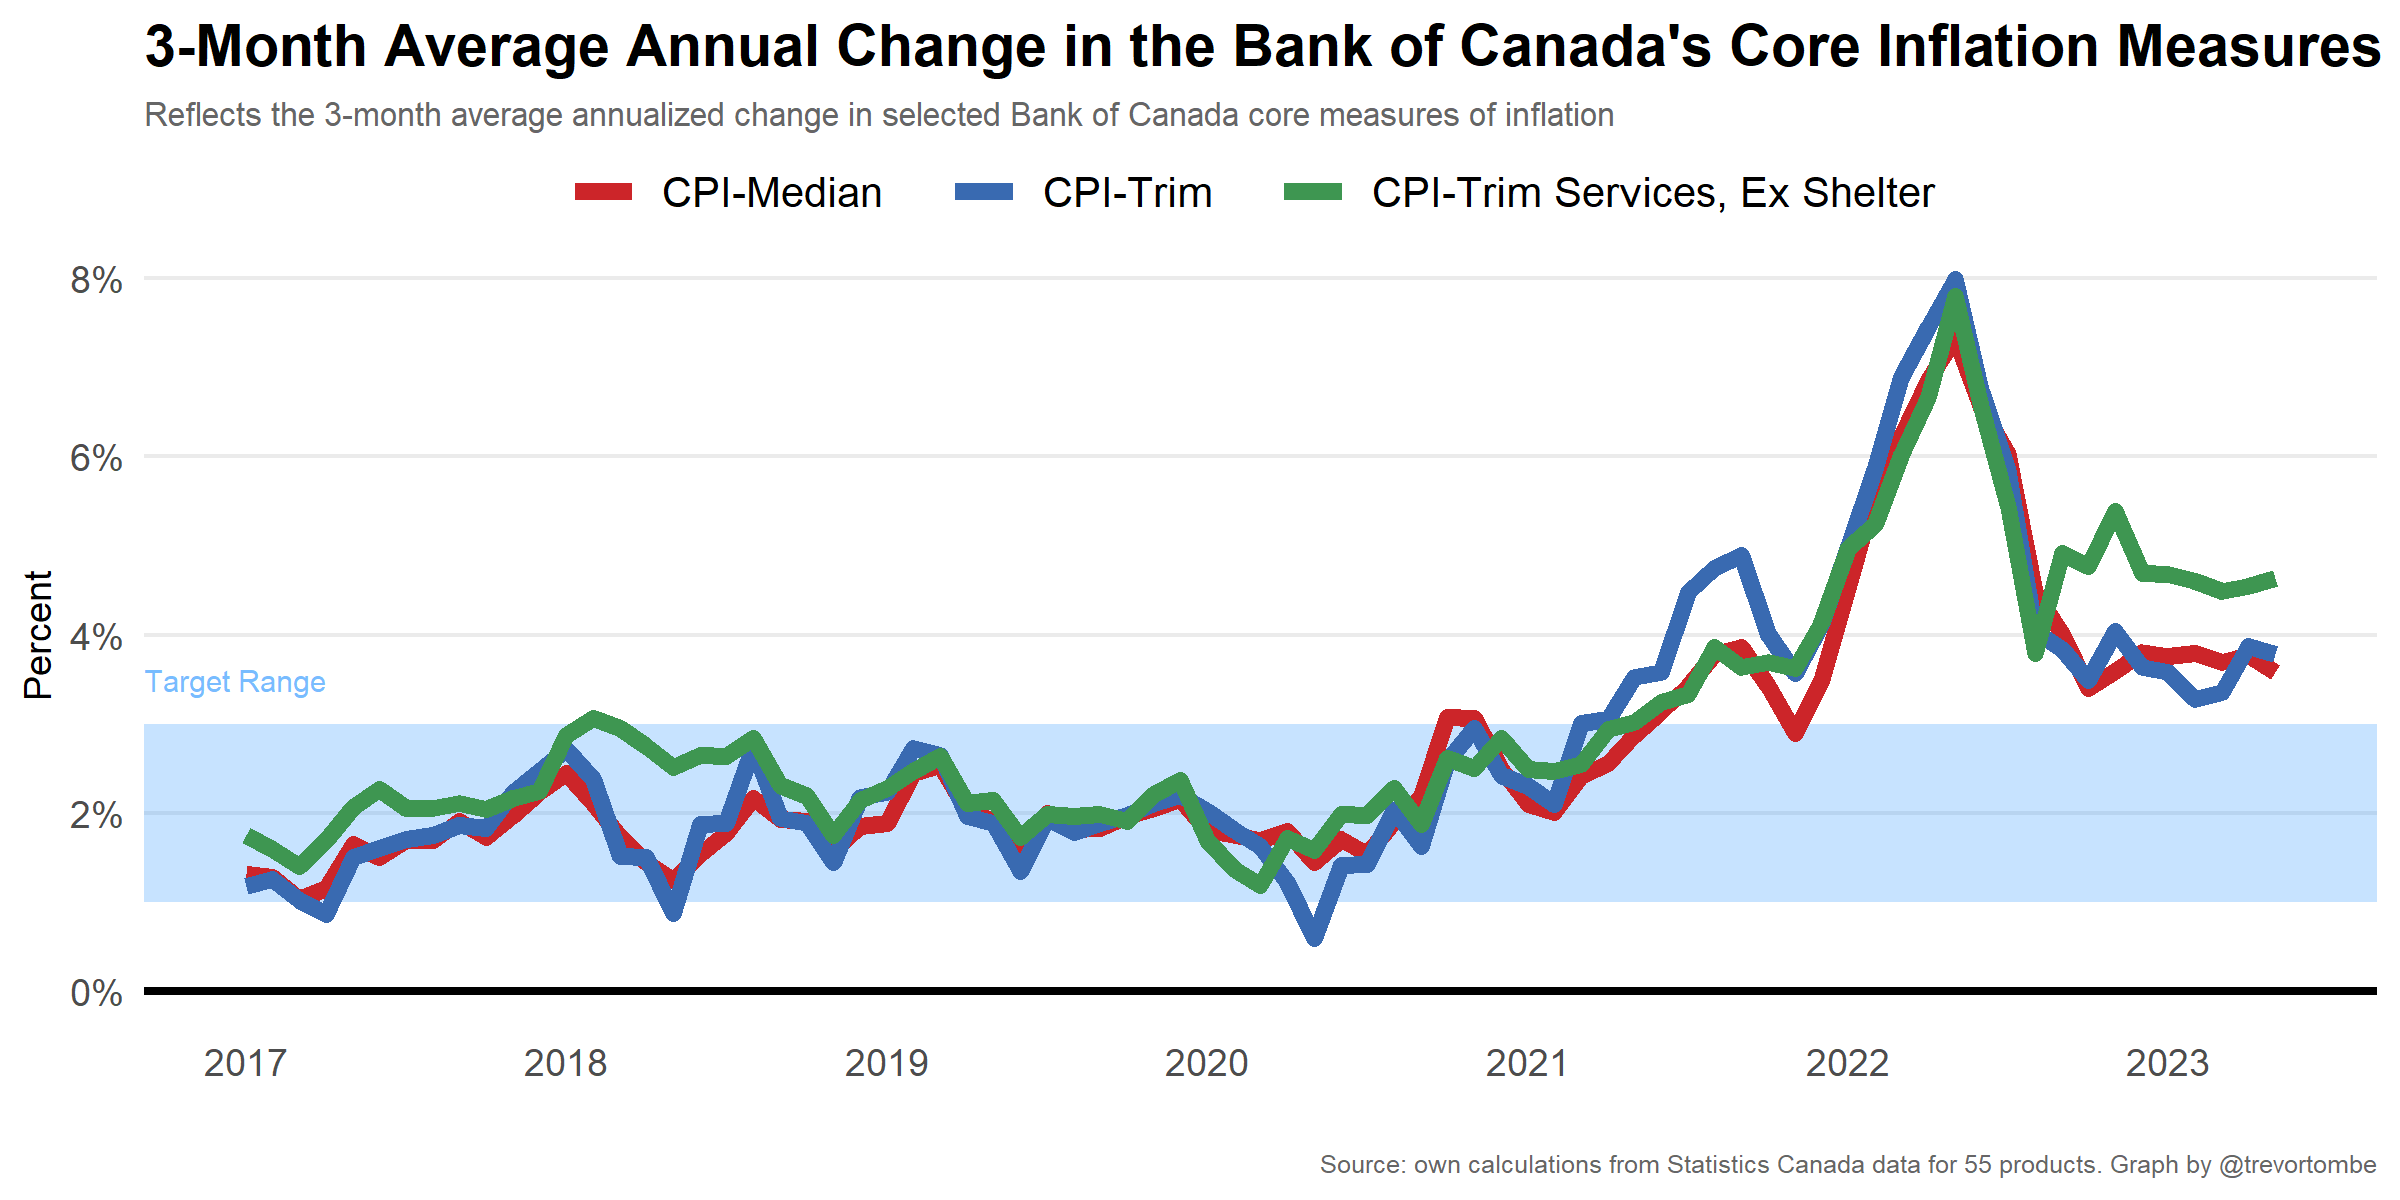 3-Month Average Annual Change in the Bank of Canada's Core Inflation Measures
Reflects the 3-month average annualized change in selected Bank of Canada core measures of inflation
CPI-Median CPI-Trim CPI-Trim Services, Ex Shelter
8%
6%
4%
Target Range
2%
0%
Percent
2017 2018 2019 2020 2021 2022 2023
Source: own calculations from Statistics Canada data for 55 products. Graph by @trevortombe